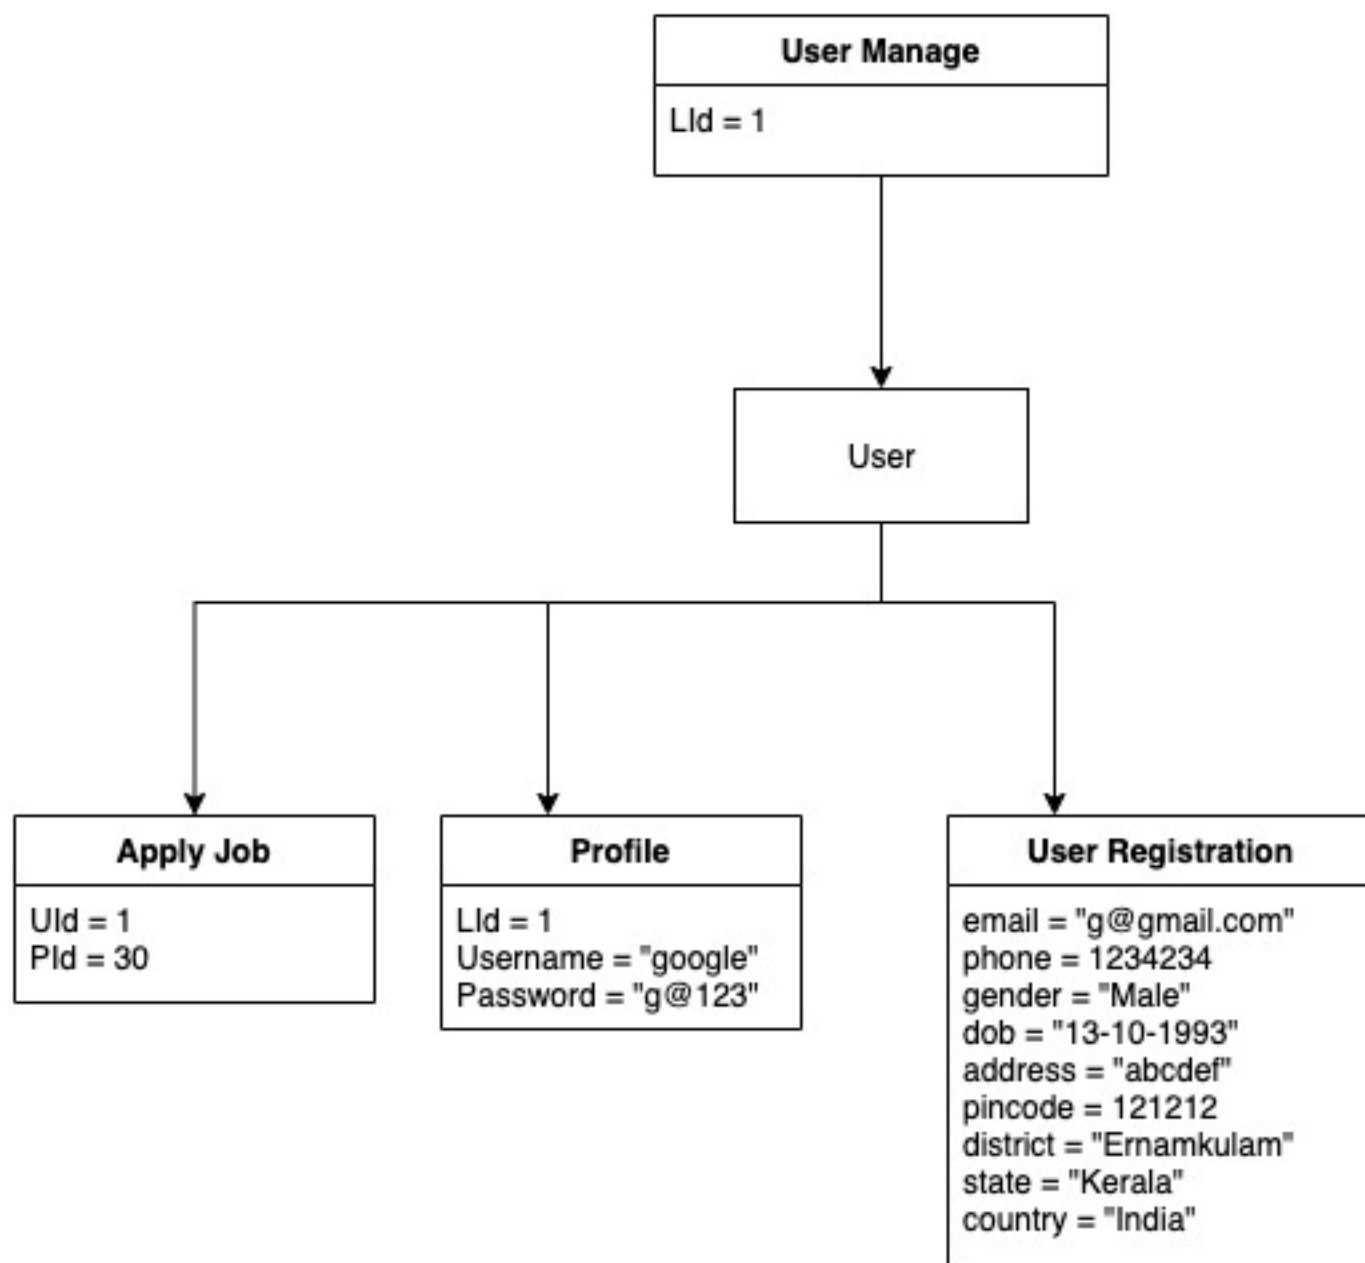 User Manage
LId = 1
User
Apply Job
UId = 1
PId = 30
Profile
LId = 1
Username = "google"
Password = "g@123"
User Registration
email = "g@gmail.com"
phone = 1234234
gender = "Male"
dob = "13-10-1993"
address = "abcdef"
pincode = 121212
district = "Ernamkulam"
state = "Kerala"
country = "India"